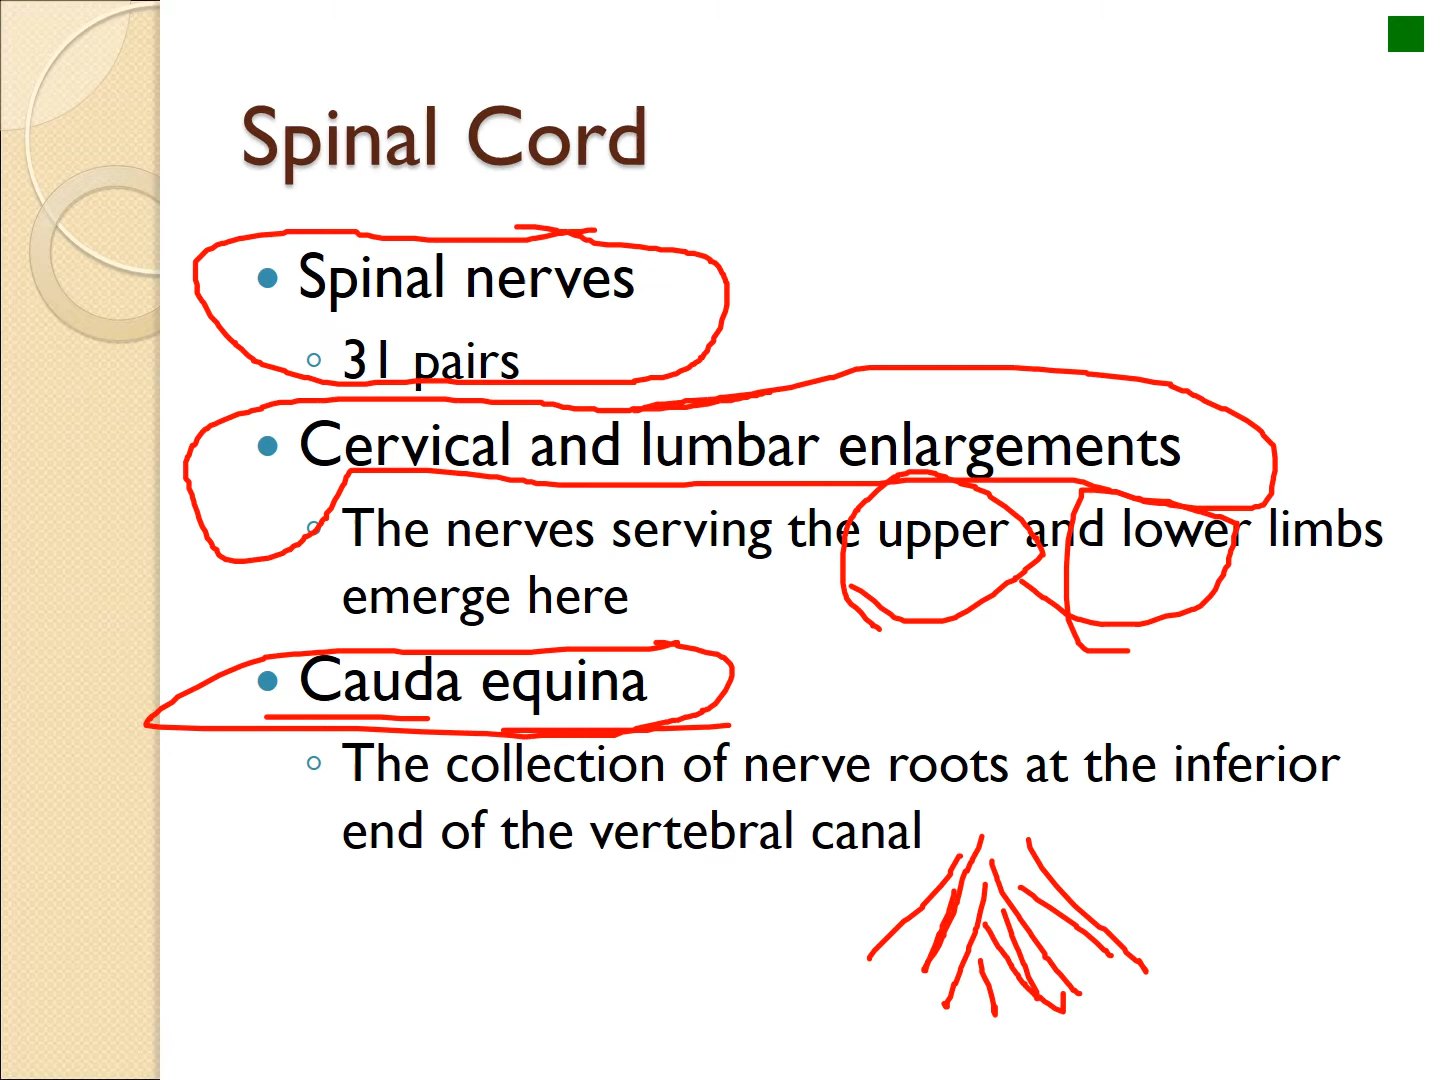 Spinal Cord
Spinal nerves
31 pairs
Cervical and lumbar enlargements
The nerves serving the upper and lower limbs
emerge here
Cauda equina
The collection of nerve roots at the inferior
end of the vertebral canal